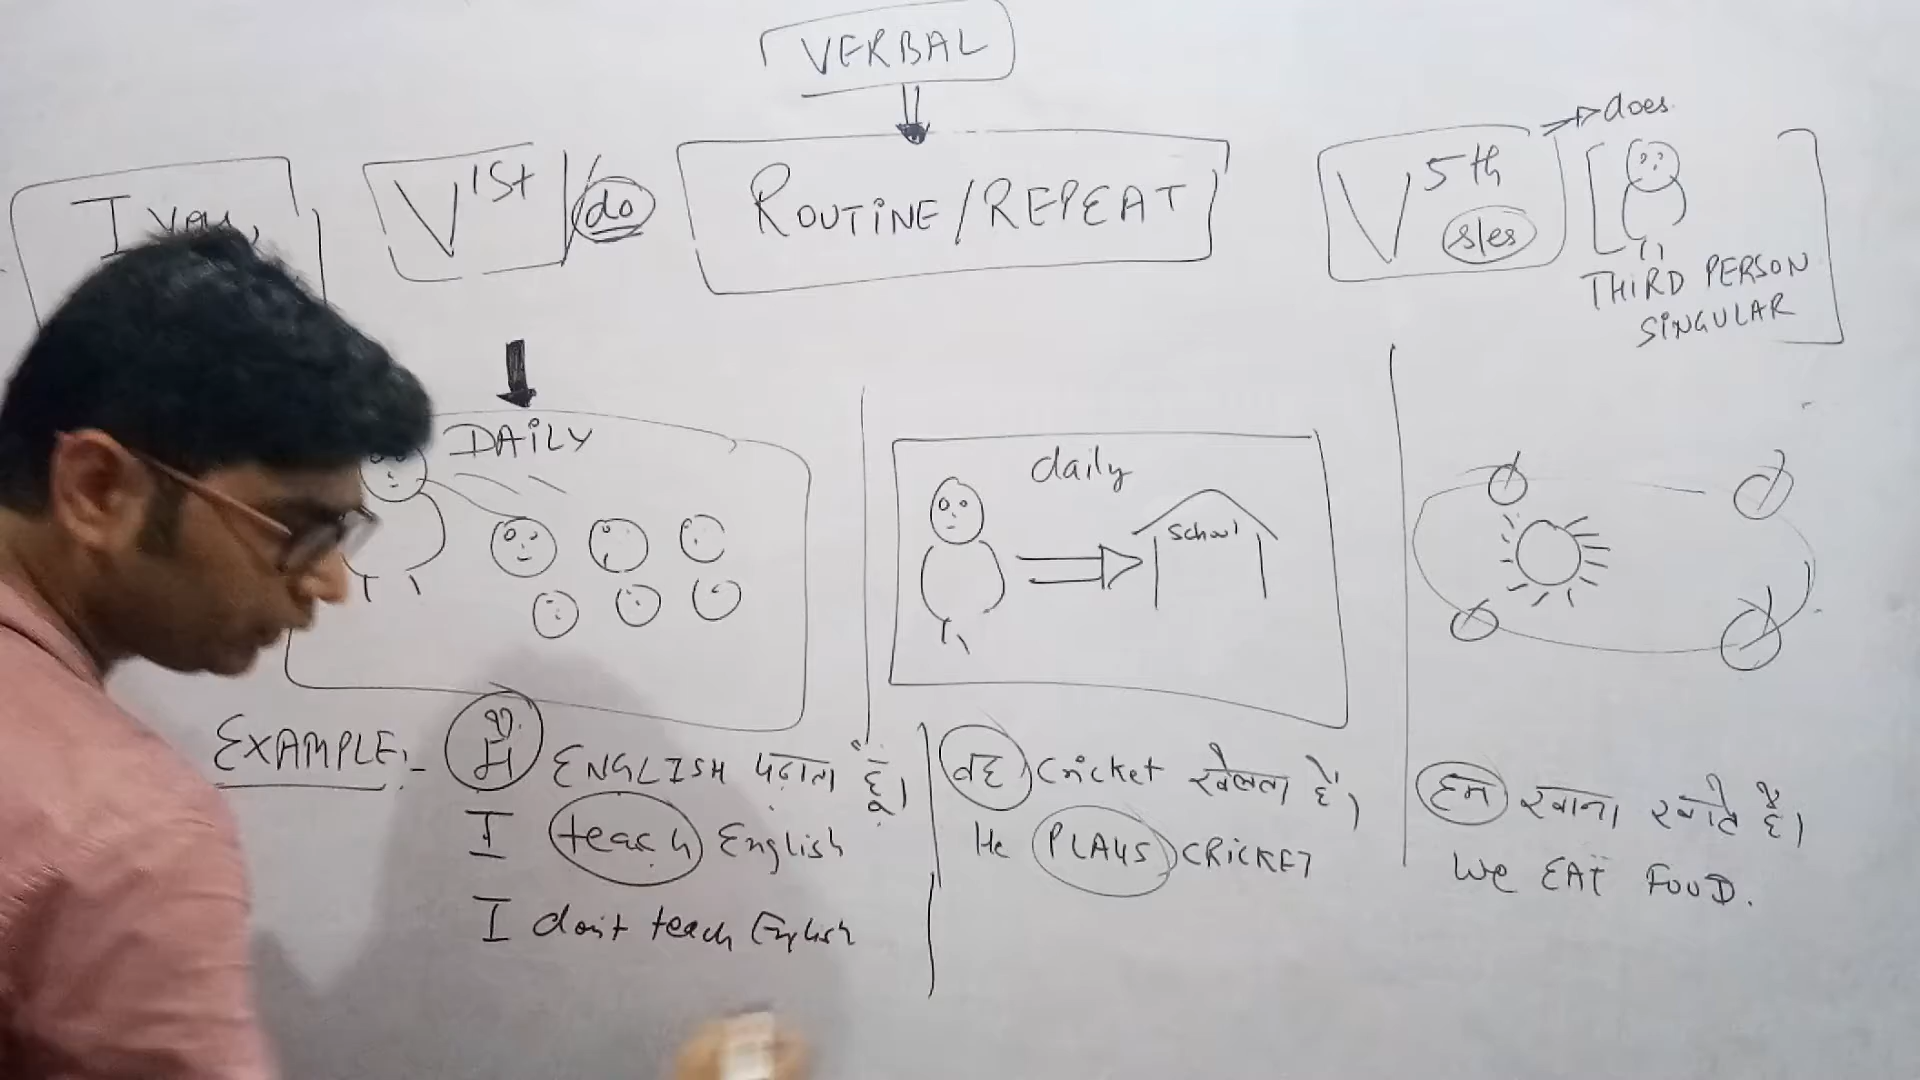 VERBAL
I you,
V 1st / do
ROUTINE/REPEAT
V 5th s/es
does
THIRD PERSON
SINGULAR
DAILY
daily
School
EXAMPLE:-
मैं ENGLISH पढ़ाता हूँ।
I teach English
I don't teach English
वह Cricket खेलता है।
He PLAYS CRICKET
हम खाना खाते हैं।
We EAT FOOD.